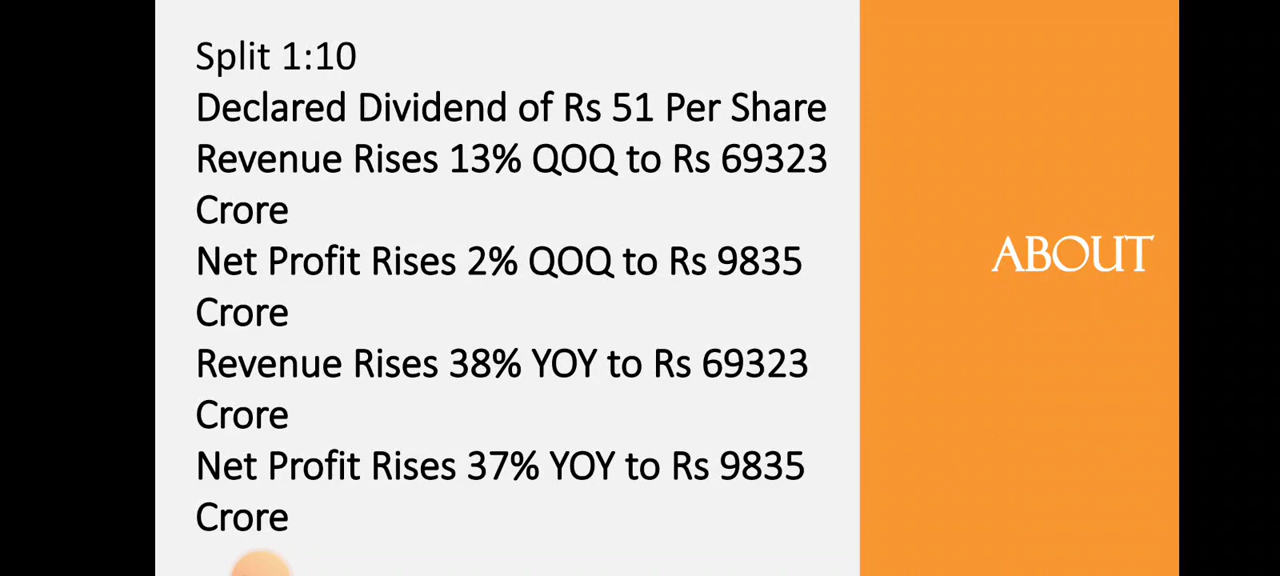 Split 1:10
Declared Dividend of Rs 51 Per Share
Revenue Rises 13% QOQ to Rs 69323
Crore
Net Profit Rises 2% QOQ to Rs 9835
Crore
Revenue Rises 38% YOY to Rs 69323
Crore
Net Profit Rises 37% YOY to Rs 9835
Crore
ABOUT